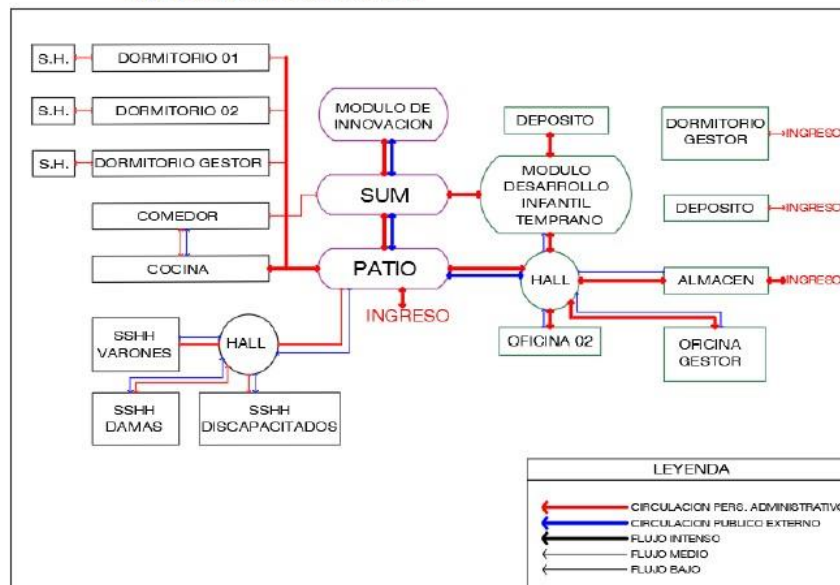 S.H.
DORMITORIO 01
S.H.
DORMITORIO 02
S.H.
DORMITORIO GESTOR
COMEDOR
COCINA
MODULO DE
INNOVACION
SUM
PATIO
INGRESO
DEPOSITO
MODULO
DESARROLLO
INFANTIL
TEMPRANO
HALL
OFICINA 02
DORMITORIO
GESTOR
INGRESO
DEPOSITO
INGRESO
ALMACEN
INGRESO
OFICINA
GESTOR
SSHH
VARONES
HALL
SSHH
DAMAS
SSHH
DISCAPACITADOS
LEYENDA
CIRCULACION PERS. ADMINISTRATIVO
CIRCULACION PUBLICO EXTERNO
FLUJO INTENSO
FLUJO MEDIO
FLUJO BAJO